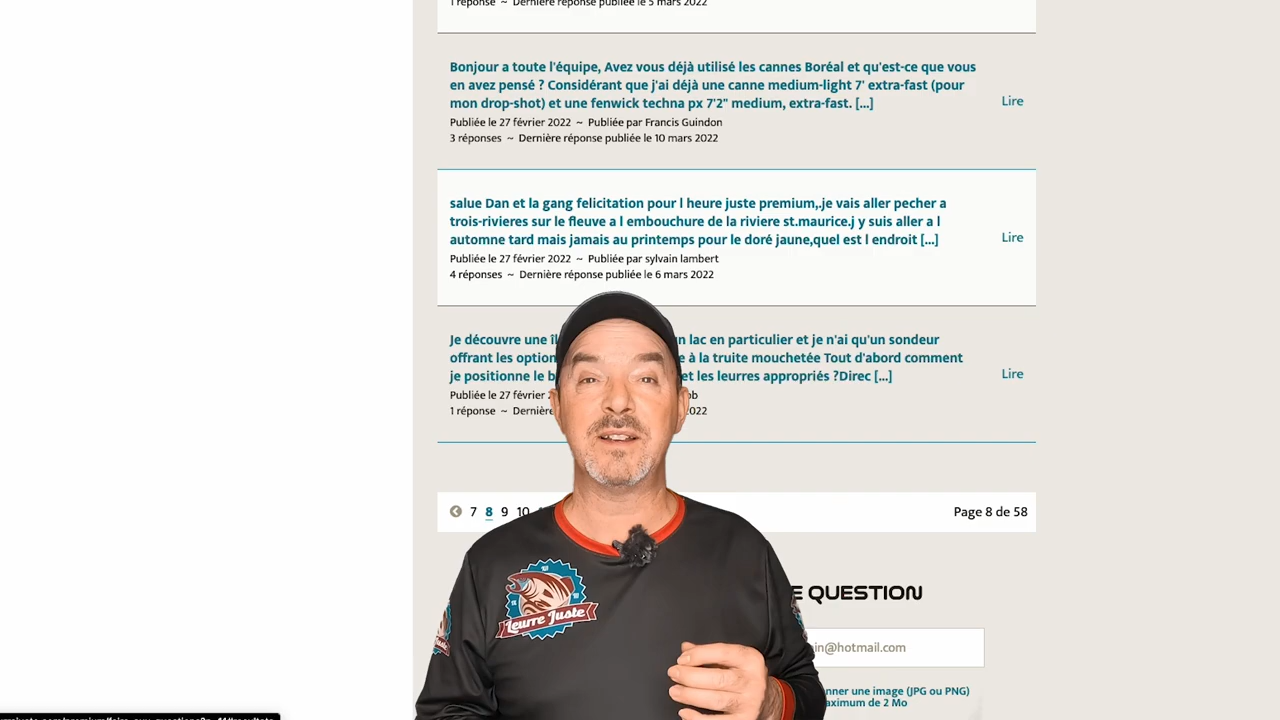 1 réponse ~ Dernière réponse publiée le 5 mars 2022
Bonjour a toute l'équipe, Avez vous déjà utilisé les cannes Boréal et qu'est-ce que vous
en avez pensé ? Considérant que j'ai déjà une canne medium-light 7' extra-fast (pour
mon drop-shot) et une fenwick techna px 7'2" medium, extra-fast. [...]
Lire
Publiée le 27 février 2022 ~ Publiée par Francis Guindon
3 réponses ~ Dernière réponse publiée le 10 mars 2022
salue Dan et la gang felicitation pour l heure juste premium,.je vais aller pecher a
trois-rivieres sur le fleuve a l embouchure de la riviere st.maurice.j y suis aller a l
automne tard mais jamais au printemps pour le doré jaune,quel est l endroit [...]
Lire
Publiée le 27 février 2022 ~ Publiée par sylvain lambert
4 réponses ~ Dernière réponse publiée le 6 mars 2022
Je découvre une lac en particulier et je n'ai qu'un sondeur
offrant les à la truite mouchetée Tout d'abord comment
je positionne le et les leurres appropriés ?Direc [...]
Lire
Publiée le 27 février
1 réponse ~ Dernière 2022
7 8 9 10
Page 8 de 58
QUESTION
@hotmail.com
une image (JPG ou PNG)
de 2 Mo
Leurre Juste